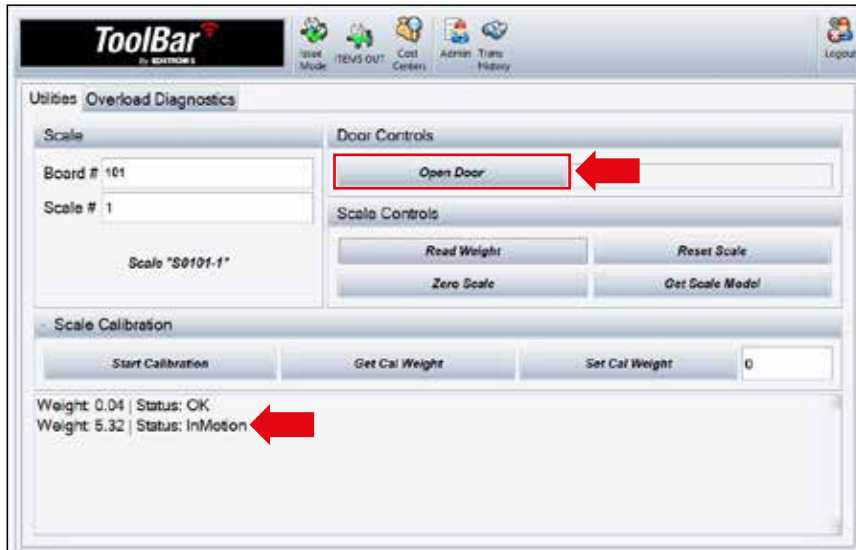 ToolBar
By EDITRONIX
Issue Mode
ITEMS OUT
Cost Centers
Admin
Trans History
Logout
Utilities Overload Diagnostics
Scale
Door Controls
Board # 101
Open Door
Scale # 1
Scale Controls
Scale "S0101-1"
Read Weight
Reset Scale
Zero Scale
Get Scale Model
- Scale Calibration
Start Calibration
Get Cal Weight
Set Cal Weight
0
Weight: 0.04 | Status: OK
Weight: 5.32 | Status: InMotion